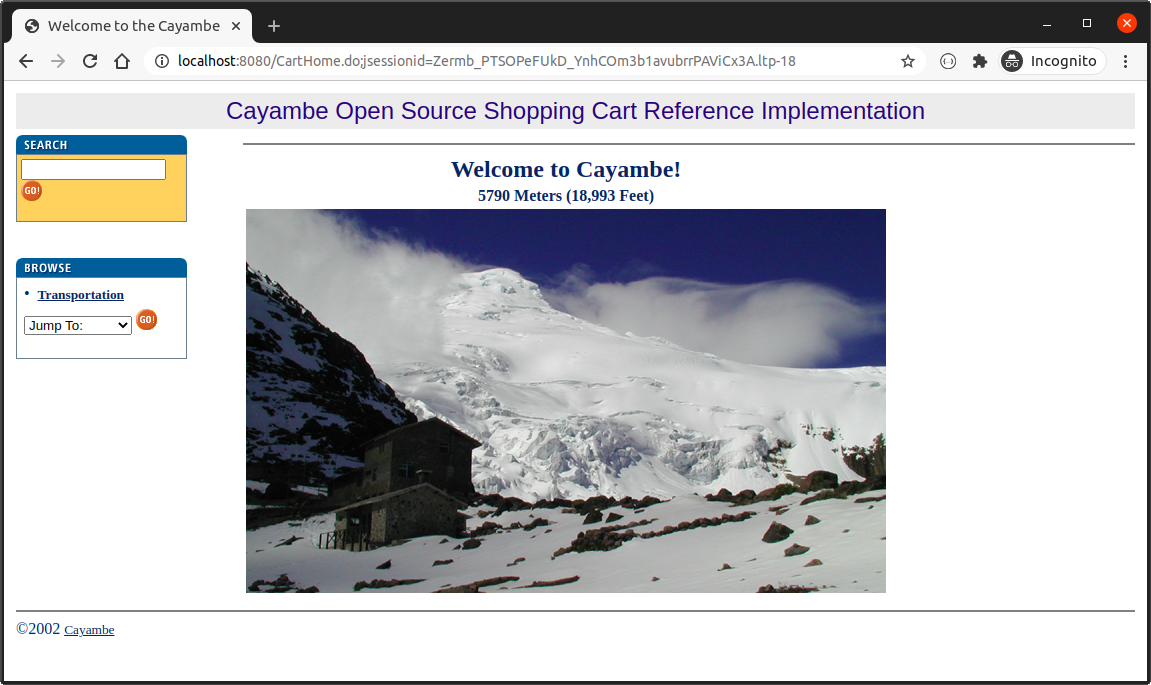 Welcome to the Cayambe
localhost:8080/CartHome.do;jsessionid=Zermb_PTSOPeFUkD_YnhCOm3b1avubrrPAViCx3A.ltp-18
Incognito
Cayambe Open Source Shopping Cart Reference Implementation
SEARCH
GO!
BROWSE
• Transportation
Jump To:
GO!
Welcome to Cayambe!
5790 Meters (18,993 Feet)
©2002 Cayambe